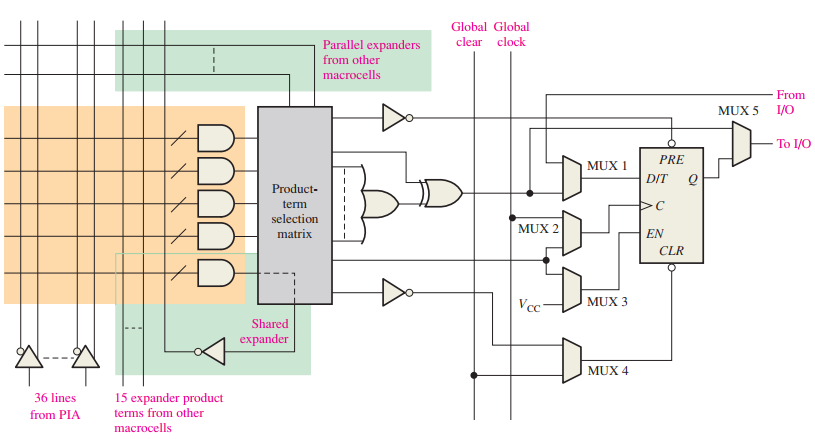 Global Global
clear clock
Parallel expanders
from other
macrocells
From
I/O
MUX 5
To I/O
MUX 1
PRE
D/T Q
Product-
term
selection
matrix
MUX 2
C
EN
CLR
VCC
MUX 3
Shared
expander
MUX 4
36 lines
from PIA
15 expander product
terms from other
macrocells